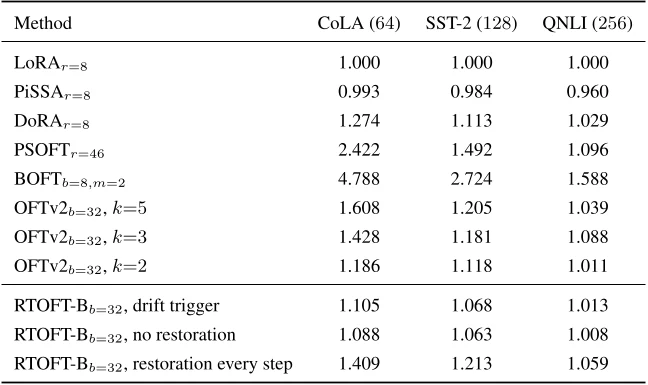 Method CoLA (64) SST-2 (128) QNLI (256)
LoRA_{r=8} 1.000 1.000 1.000
PiSSA_{r=8} 0.993 0.984 0.960
DoRA_{r=8} 1.274 1.113 1.029
PSOFT_{r=46} 2.422 1.492 1.096
BOFT_{b=8,m=2} 4.788 2.724 1.588
OFTv2_{b=32}, k=5 1.608 1.205 1.039
OFTv2_{b=32}, k=3 1.428 1.181 1.088
OFTv2_{b=32}, k=2 1.186 1.118 1.011
RTOFT-B_{b=32}, drift trigger 1.105 1.068 1.013
RTOFT-B_{b=32}, no restoration 1.088 1.063 1.008
RTOFT-B_{b=32}, restoration every step 1.409 1.213 1.059